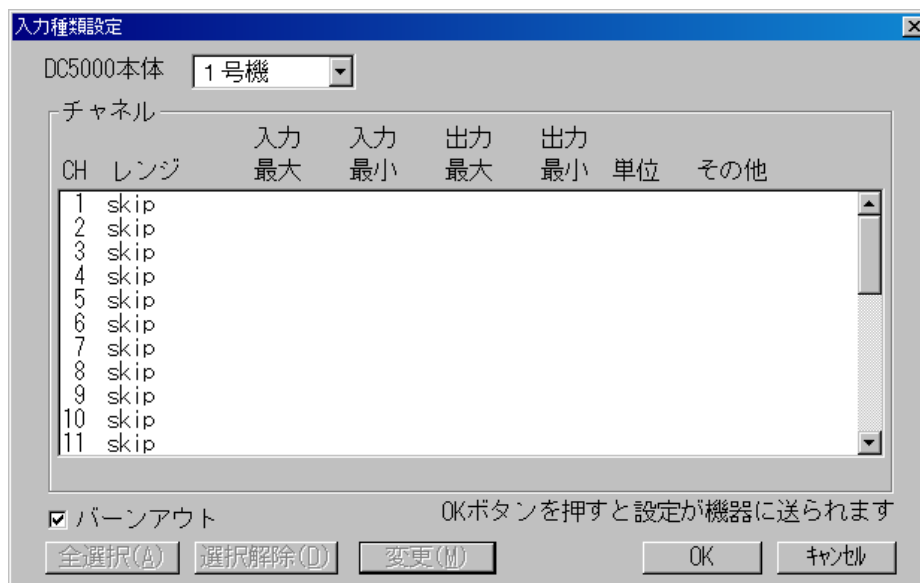 入力種類設定
DC5000本体 １号機
チャネル
入力 入力 出力 出力
CH レンジ 最大 最小 最大 最小 単位 その他
1 skip
2 skip
3 skip
4 skip
5 skip
6 skip
7 skip
8 skip
9 skip
10 skip
11 skip
バーンアウト OKボタンを押すと設定が機器に送られます
全選択(A) 選択解除(D) 変更(M) OK ｷｬﾝｾﾙ